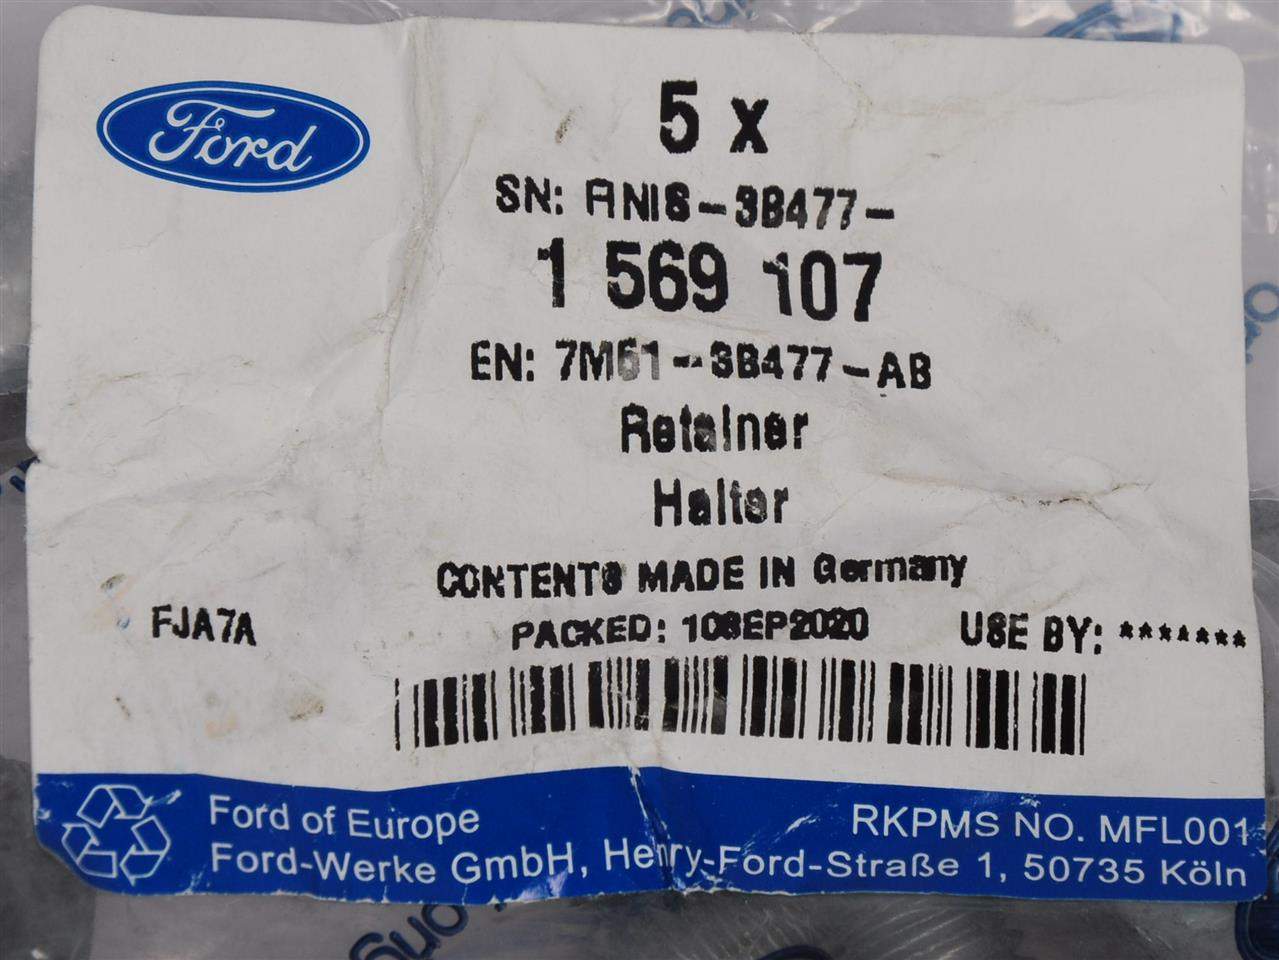 Ford
5 x
SN: FINIS-3B477-
1 569 107
EN: 7M51-3B477-AB
Retainer
Halter
CONTENTS MADE IN Germany
FJA7A
PACKED: 10SEP2020
USE BY: *******
Ford of Europe
RKPMS NO. MFL001
Ford-Werke GmbH, Henry-Ford-Straße 1, 50735 Köln